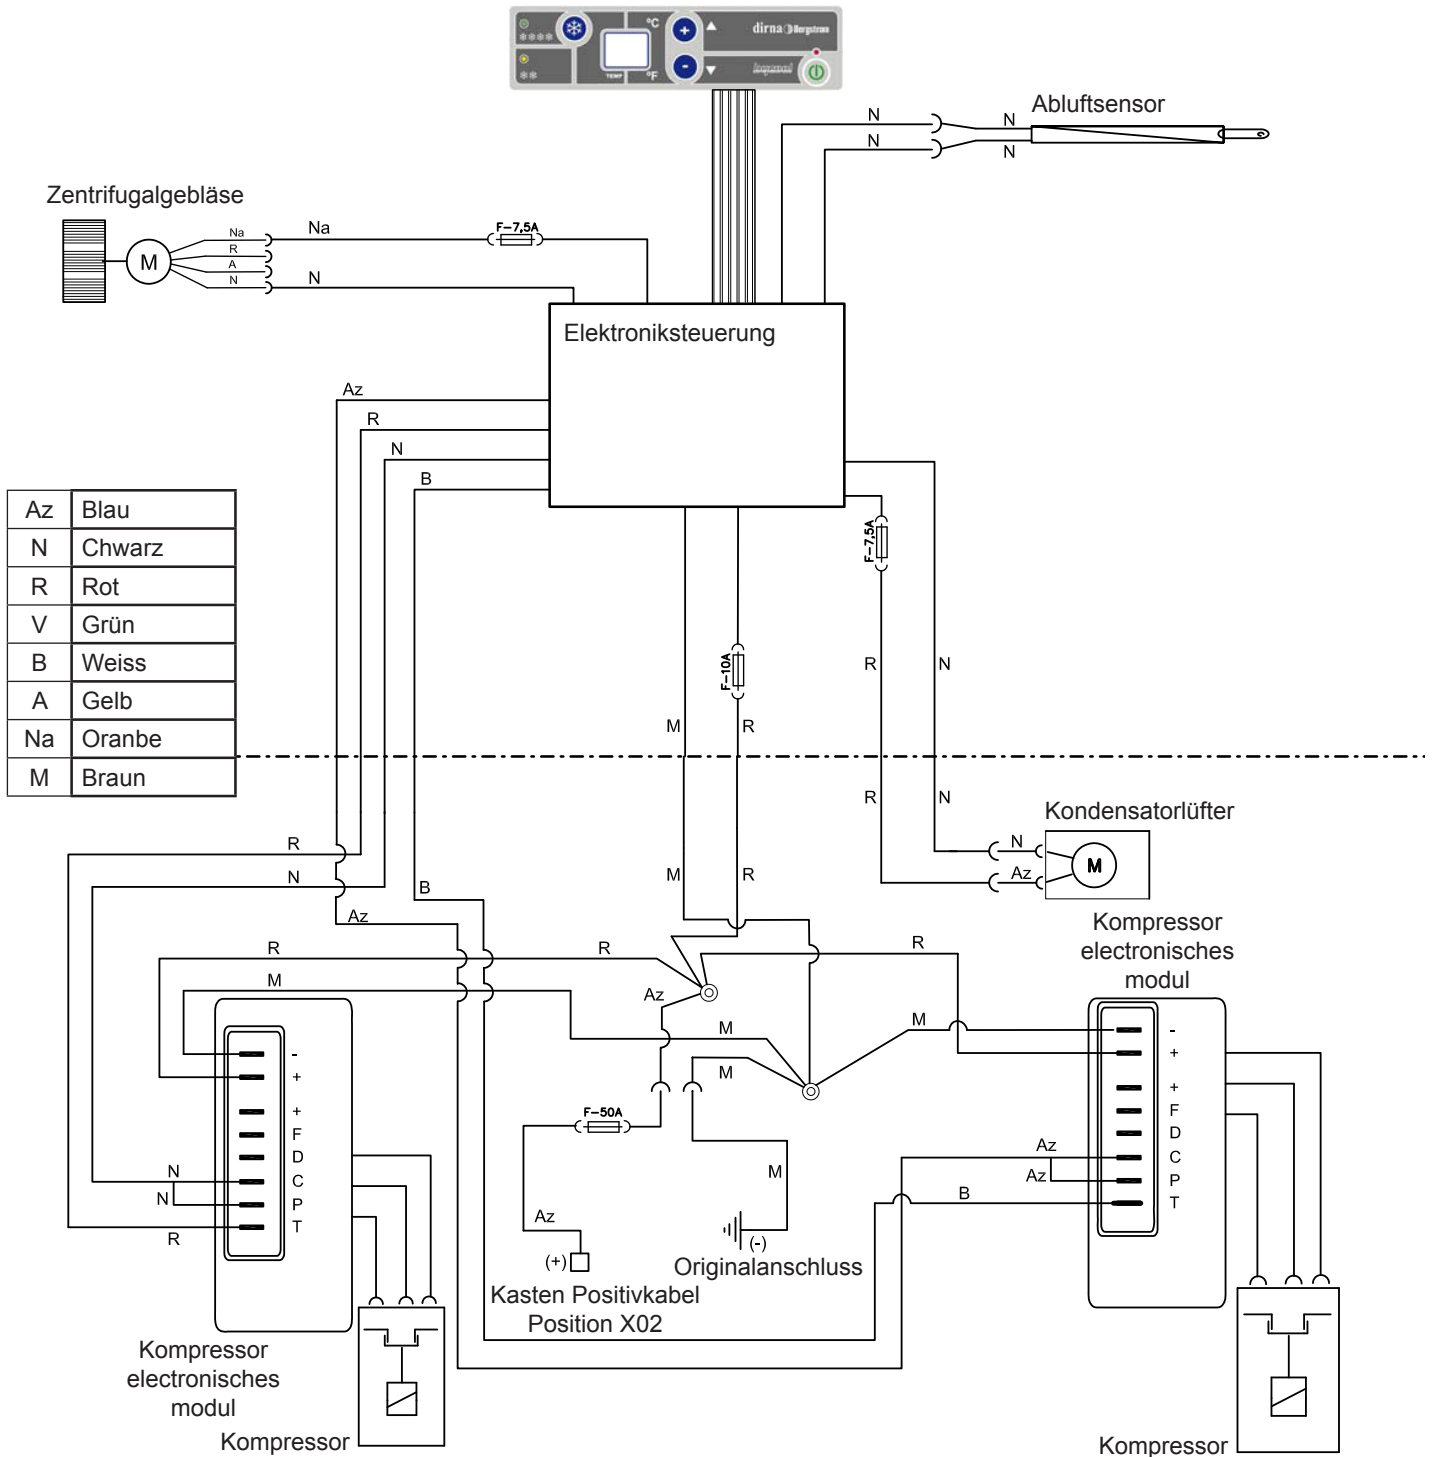 °C
dirna Bergstrom
TEMP
°F
Abluftsensor
N
N
N
N
Zentrifugalgebläse
M
Na
R
A
N
Na
N
F-7,5A
Elektroniksteuerung
Az
R
N
B
Az Blau
N Chwarz
R Rot
V Grün
B Weiss
A Gelb
Na Oranbe
M Braun
F-7,5A
F-10A
R
N
M
R
R
N
Kondensatorlüfter
N
Az
M
R
N
B
Az
M
R
R
R
M
Az
R
M
M
M
Kompressor
electronisches
modul
-
+
+
F
D
C
P
T
-
+
+
F
D
C
P
T
N
N
R
F-50A
Az
(+)
Kasten Positivkabel
Position X02
M
(-)
Originalanschluss
Az
Az
B
Kompressor
electronisches
modul
Kompressor
Kompressor